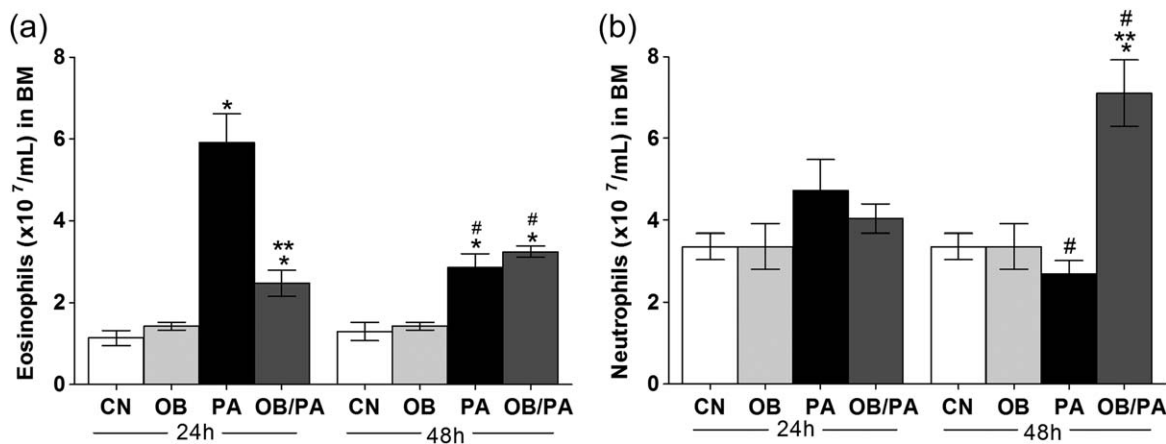 (a)
Eosinophils (x10 ⁷/mL) in BM
8
6
4
2
0
*
**
*
#
*
#
*
CN OB PA OB/PA CN OB PA OB/PA
24h 48h
(b)
Neutrophils (x10 ⁷/mL) in BM
8
6
4
2
0
#
#
**
*
CN OB PA OB/PA CN OB PA OB/PA
24h 48h